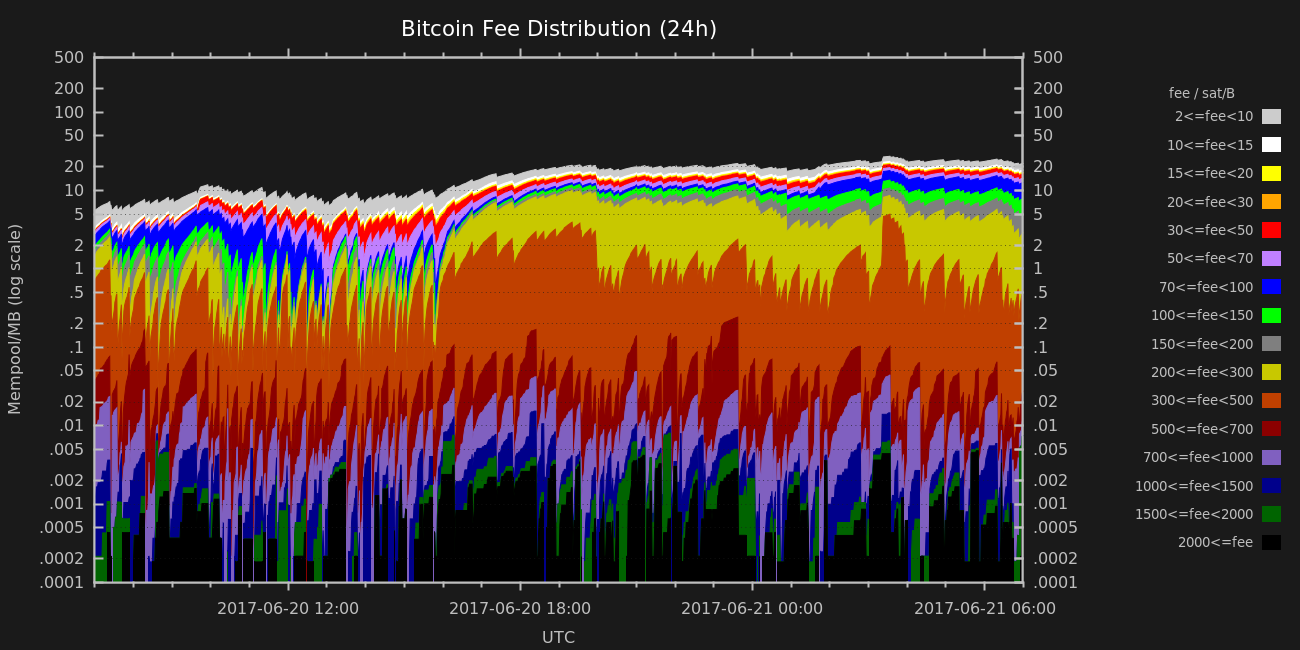 Bitcoin Fee Distribution (24h)
500
200
100
50
20
10
5
2
1
.5
.2
.1
.05
.02
.01
.005
.002
.001
.0005
.0002
.0001
Mempool/MB (log scale)
500
200
100
50
20
10
5
2
1
.5
.2
.1
.05
.02
.01
.005
.002
.001
.0005
.0002
.0001
2017-06-20 12:00
2017-06-20 18:00
2017-06-21 00:00
2017-06-21 06:00
UTC
fee / sat/B
2<=fee<10
10<=fee<15
15<=fee<20
20<=fee<30
30<=fee<50
50<=fee<70
70<=fee<100
100<=fee<150
150<=fee<200
200<=fee<300
300<=fee<500
500<=fee<700
700<=fee<1000
1000<=fee<1500
1500<=fee<2000
2000<=fee